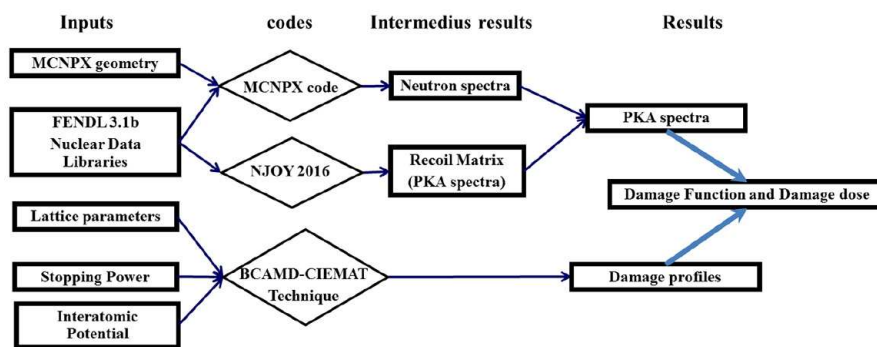 Inputs
codes
Intermedius results
Results
MCNPX geometry
MCNPX code
Neutron spectra
FENDL 3.1b
Nuclear Data
Libraries
PKA spectra
NJOY 2016
Recoil Matrix
(PKA spectra)
Damage Function and Damage dose
Lattice parameters
Stopping Power
BCAMD-CIEMAT
Technique
Damage profiles
Interatomic
Potential